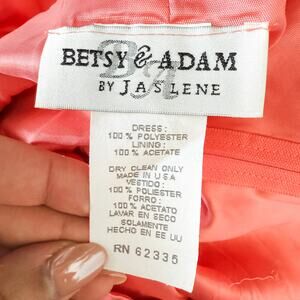 BETSY & ADAM
BA
BY JASLENE
DRESS:
100% POLYESTER
LINING:
100% ACETATE
DRY CLEAN ONLY
MADE IN USA
VESTIDO:
100% POLIESTER
FORRO:
100% ACETATO
LAVAR EN SECO
SOLAMENTE
HECHO EN EE UU
RN 62335